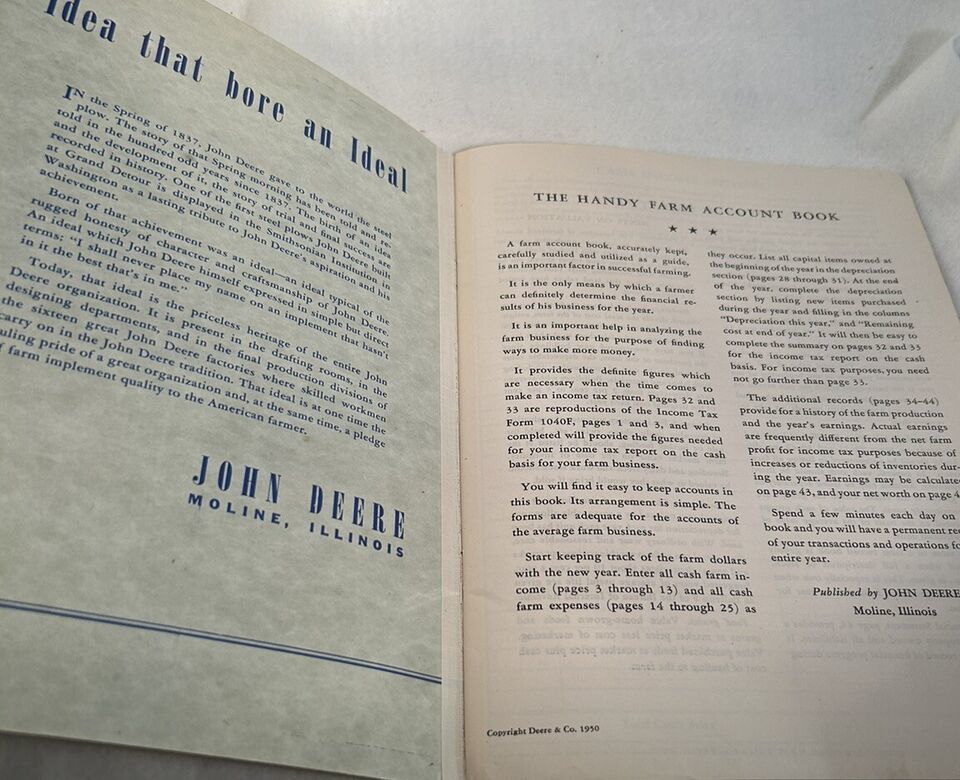 Idea that bore an Ideal
IN the Spring of 1837, John Deere gave to the world the steel
plow. The story of that Spring morning has been told and re-
told in the hundred odd years since 1837. The birth of an idea
and the development of it, the story of trial and final success are
recorded in history. One of the first steel plows John Deere built
at Grand Detour is displayed in the Smithsonian Institution in
Washington as a lasting tribute to John Deere's aspiration and his
achievement.
Born of that achievement was an ideal—an ideal typical of the
rugged honesty of character and craftsmanship of John Deere.
An ideal which John Deere himself expressed in simple but direct
terms: "I shall never place my name on an implement that hasn't
in it the best that's in me."
Today, that ideal is the priceless heritage of the entire John
Deere organization. It is present in the drafting rooms, in the
designing departments, and in the final production divisions of
the sixteen great John Deere factories where skilled workmen
carry on in the John Deere tradition. That ideal is at one time the
uling pride of a great organization and, at the same time, a pledge
f farm implement quality to the American farmer.
JOHN DEERE
MOLINE, ILLINOIS
THE HANDY FARM ACCOUNT BOOK
★ ★ ★
A farm account book, accurately kept,
carefully studied and utilized as a guide,
is an important factor in successful farming.
It is the only means by which a farmer
can definitely determine the financial re-
sults of his business for the year.
It is an important help in analyzing the
farm business for the purpose of finding
ways to make more money.
It provides the definite figures which
are necessary when the time comes to
make an income tax return. Pages 32 and
33 are reproductions of the Income Tax
Form 1040F, pages 1 and 3, and when
completed will provide the figures needed
for your income tax report on the cash
basis for your farm business.
You will find it easy to keep accounts in
this book. Its arrangement is simple. The
forms are adequate for the accounts of
the average farm business.
Start keeping track of the farm dollars
with the new year. Enter all cash farm in-
come (pages 3 through 13) and all cash
farm expenses (pages 14 through 25) as
they occur. List all capital items owned at
the beginning of the year in the depreciation
section (pages 28 through 31). At the end
of the year, complete the depreciation
section by listing new items purchased
during the year and filling in the columns
"Depreciation this year," and "Remaining
cost at end of year." It will then be easy to
complete the summary on pages 32 and 33
for the income tax report on the cash
basis. For income tax purposes, you need
not go further than page 33.
The additional records (pages 34-44)
provide for a history of the farm production
and the year's earnings. Actual earnings
are frequently different from the net farm
profit for income tax purposes because of
increases or reductions of inventories dur-
ing the year. Earnings may be calculate
on page 43, and your net worth on page 4
Spend a few minutes each day on
book and you will have a permanent re
of your transactions and operations fo
entire year.
Published by JOHN DEERE
Moline, Illinois
Copyright Deere & Co. 1950